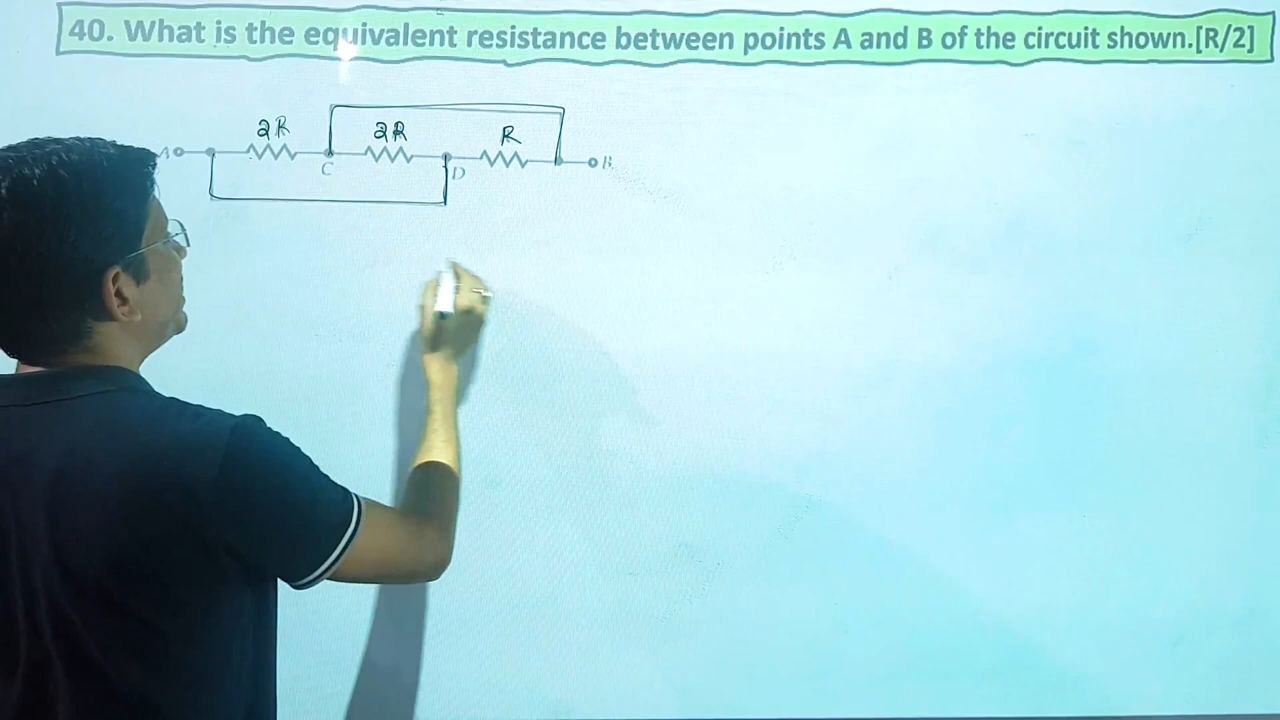 40. What is the equivalent resistance between points A and B of the circuit shown.[R/2]
2R 2R R
A C D B